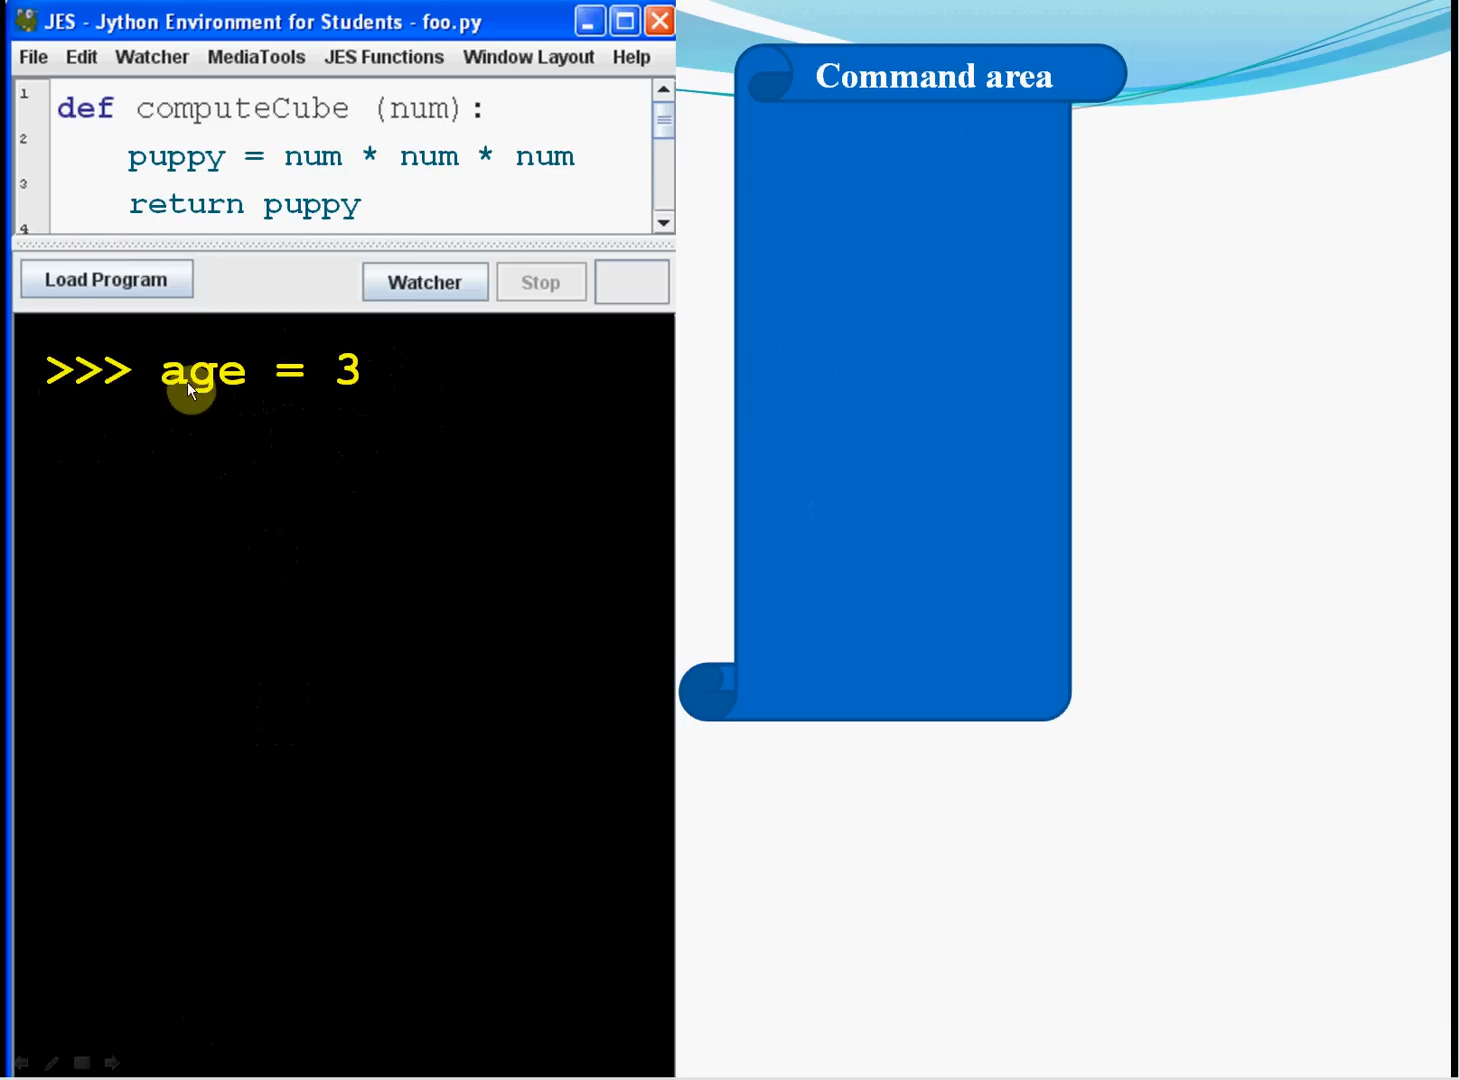 JES - Jython Environment for Students - foo.py
File Edit Watcher MediaTools JES Functions Window Layout Help
1 def computeCube (num):
2 puppy = num * num * num
3 return puppy
4
Load Program Watcher Stop
>>> age = 3
Command area